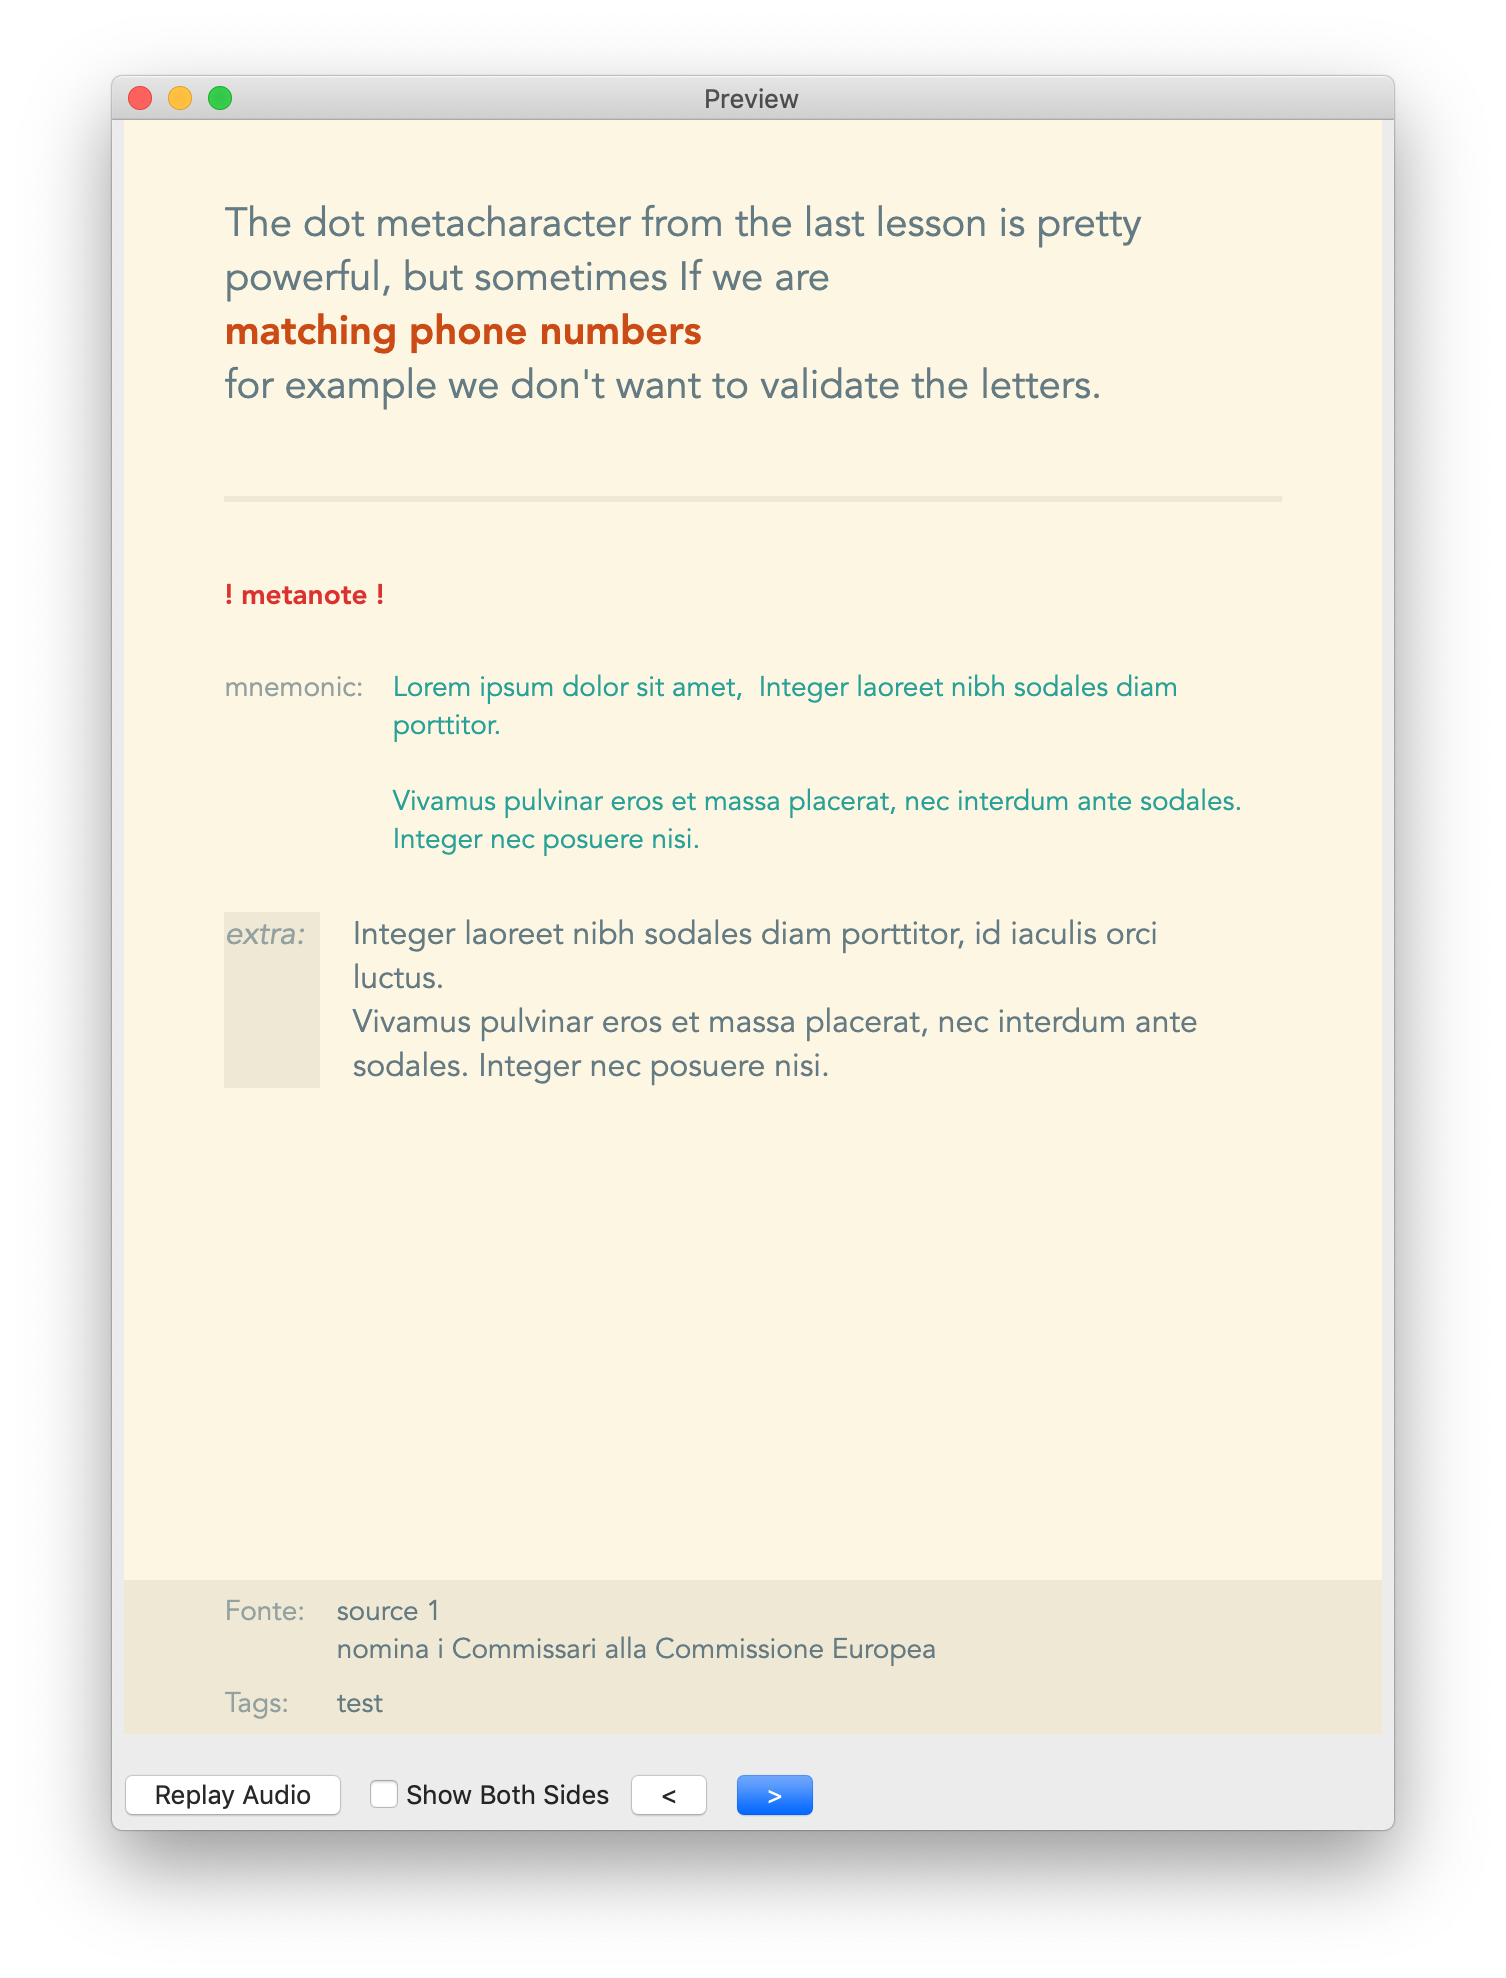 Preview
The dot metacharacter from the last lesson is pretty
powerful, but sometimes If we are
matching phone numbers
for example we don't want to validate the letters.
! metanote !
mnemonic: Lorem ipsum dolor sit amet,  Integer laoreet nibh sodales diam
porttitor.
Vivamus pulvinar eros et massa placerat, nec interdum ante sodales.
Integer nec posuere nisi.
extra: Integer laoreet nibh sodales diam porttitor, id iaculis orci
luctus.
Vivamus pulvinar eros et massa placerat, nec interdum ante
sodales. Integer nec posuere nisi.
Fonte: source 1
nomina i Commissari alla Commissione Europea
Tags: test
Replay Audio Show Both Sides < >